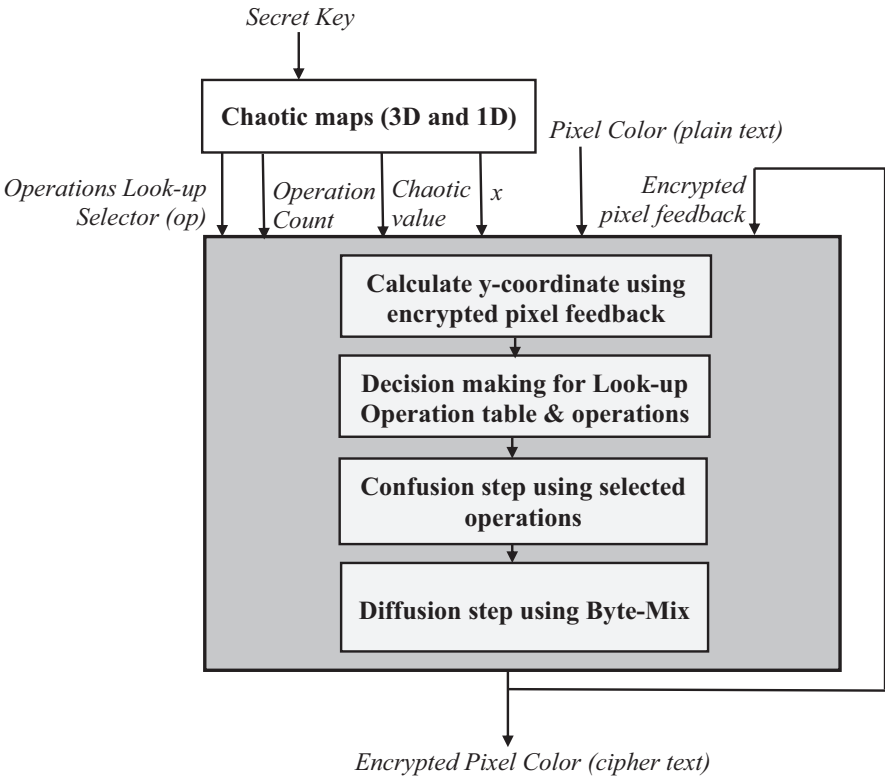 Secret Key
Chaotic maps (3D and 1D)
Pixel Color (plain text)
Operations Look-up
Selector (op)
Operation
Count
Chaotic
value
x
Encrypted
pixel feedback
Calculate y-coordinate using
encrypted pixel feedback
Decision making for Look-up
Operation table & operations
Confusion step using selected
operations
Diffusion step using Byte-Mix
Encrypted Pixel Color (cipher text)